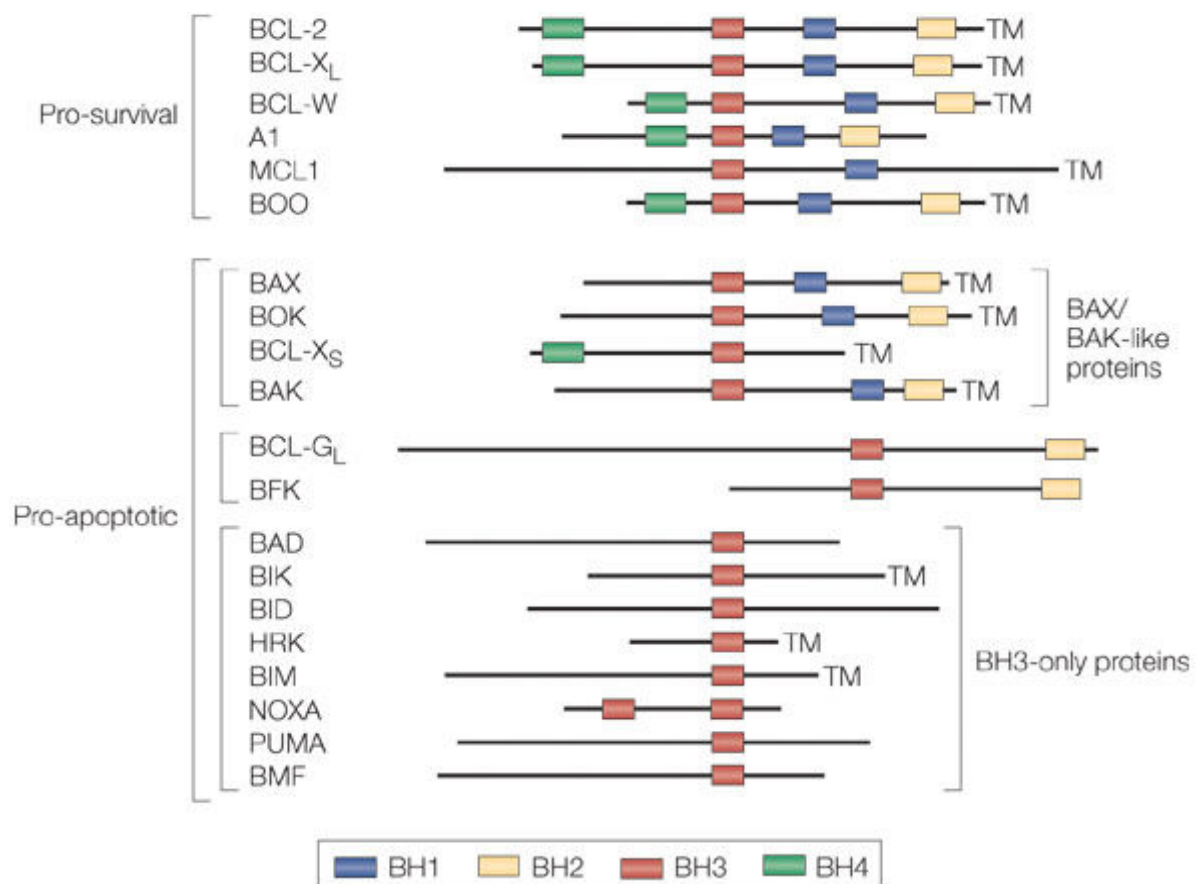 Pro-survival
BCL-2 TM
BCL-XL TM
BCL-W TM
A1
MCL1 TM
BOO TM
Pro-apoptotic
BAX TM
BOK TM
BCL-XS TM
BAK TM
BAX/
BAK-like
proteins
BCL-GL
BFK
BAD
BIK TM
BID
HRK TM
BIM TM
NOXA
PUMA
BMF
BH3-only proteins
BH1 BH2 BH3 BH4